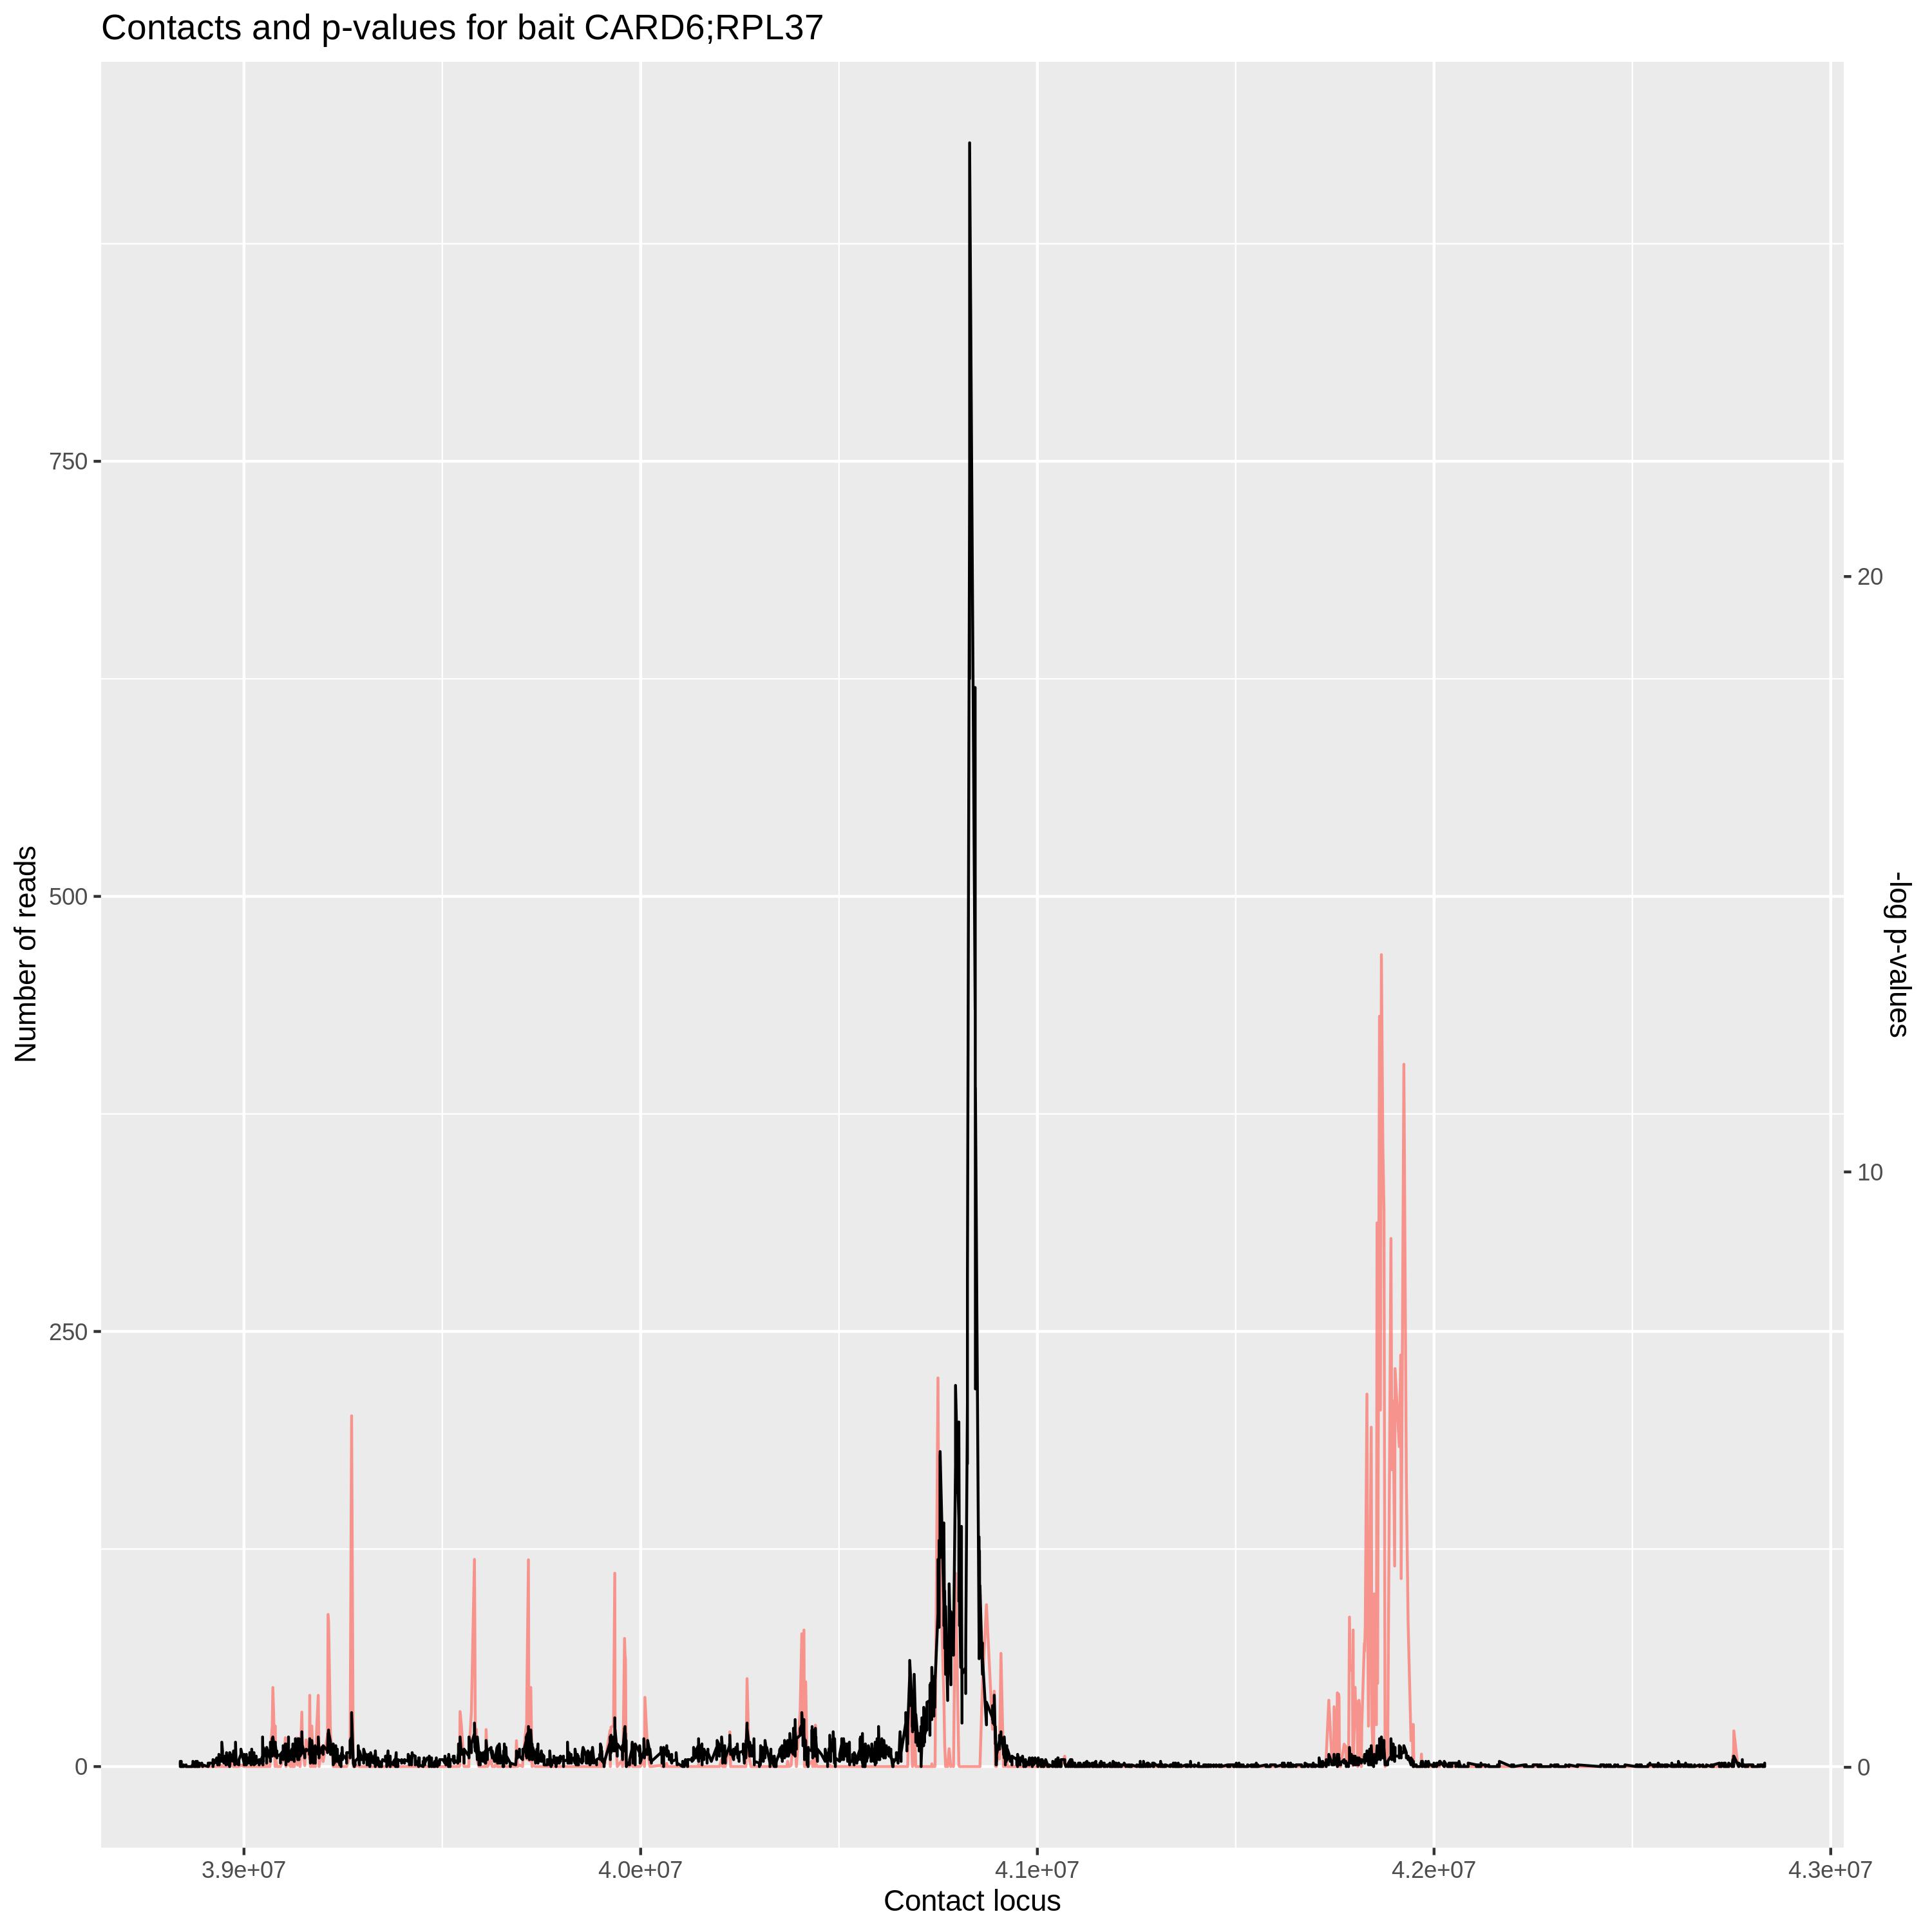 Contacts and p-values for bait CARD6;RPL37
750
500
250
0
Number of reads
20
10
0
-log p-values
3.9e+07
4.0e+07
4.1e+07
4.2e+07
4.3e+07
Contact locus